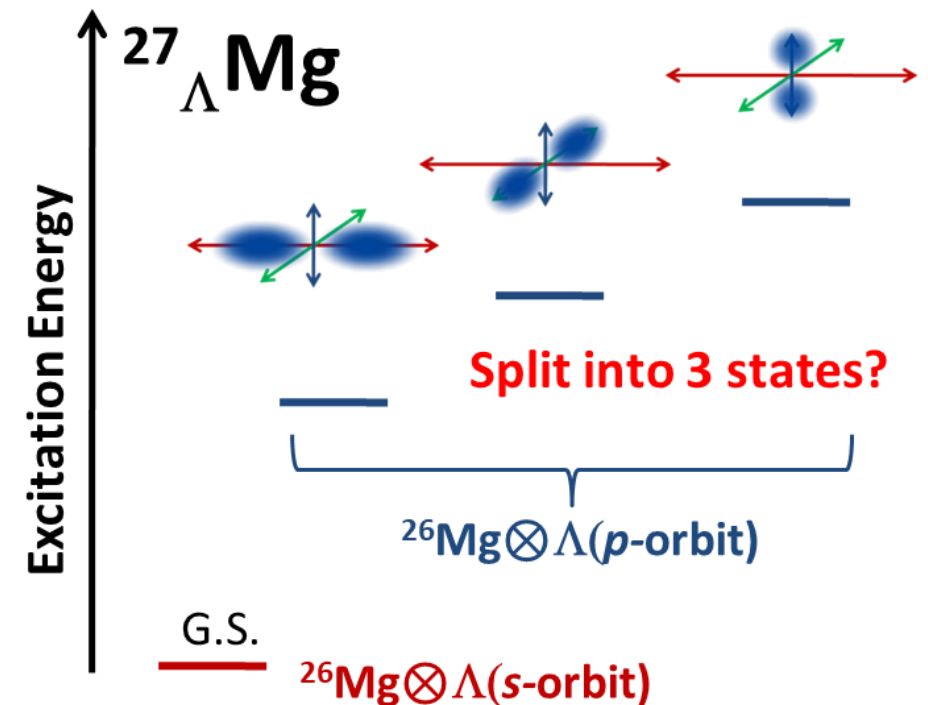 ²⁷ΛMg
Excitation Energy
Split into 3 states?
²⁶Mg⊗Λ(p-orbit)
G.S.
²⁶Mg⊗Λ(s-orbit)